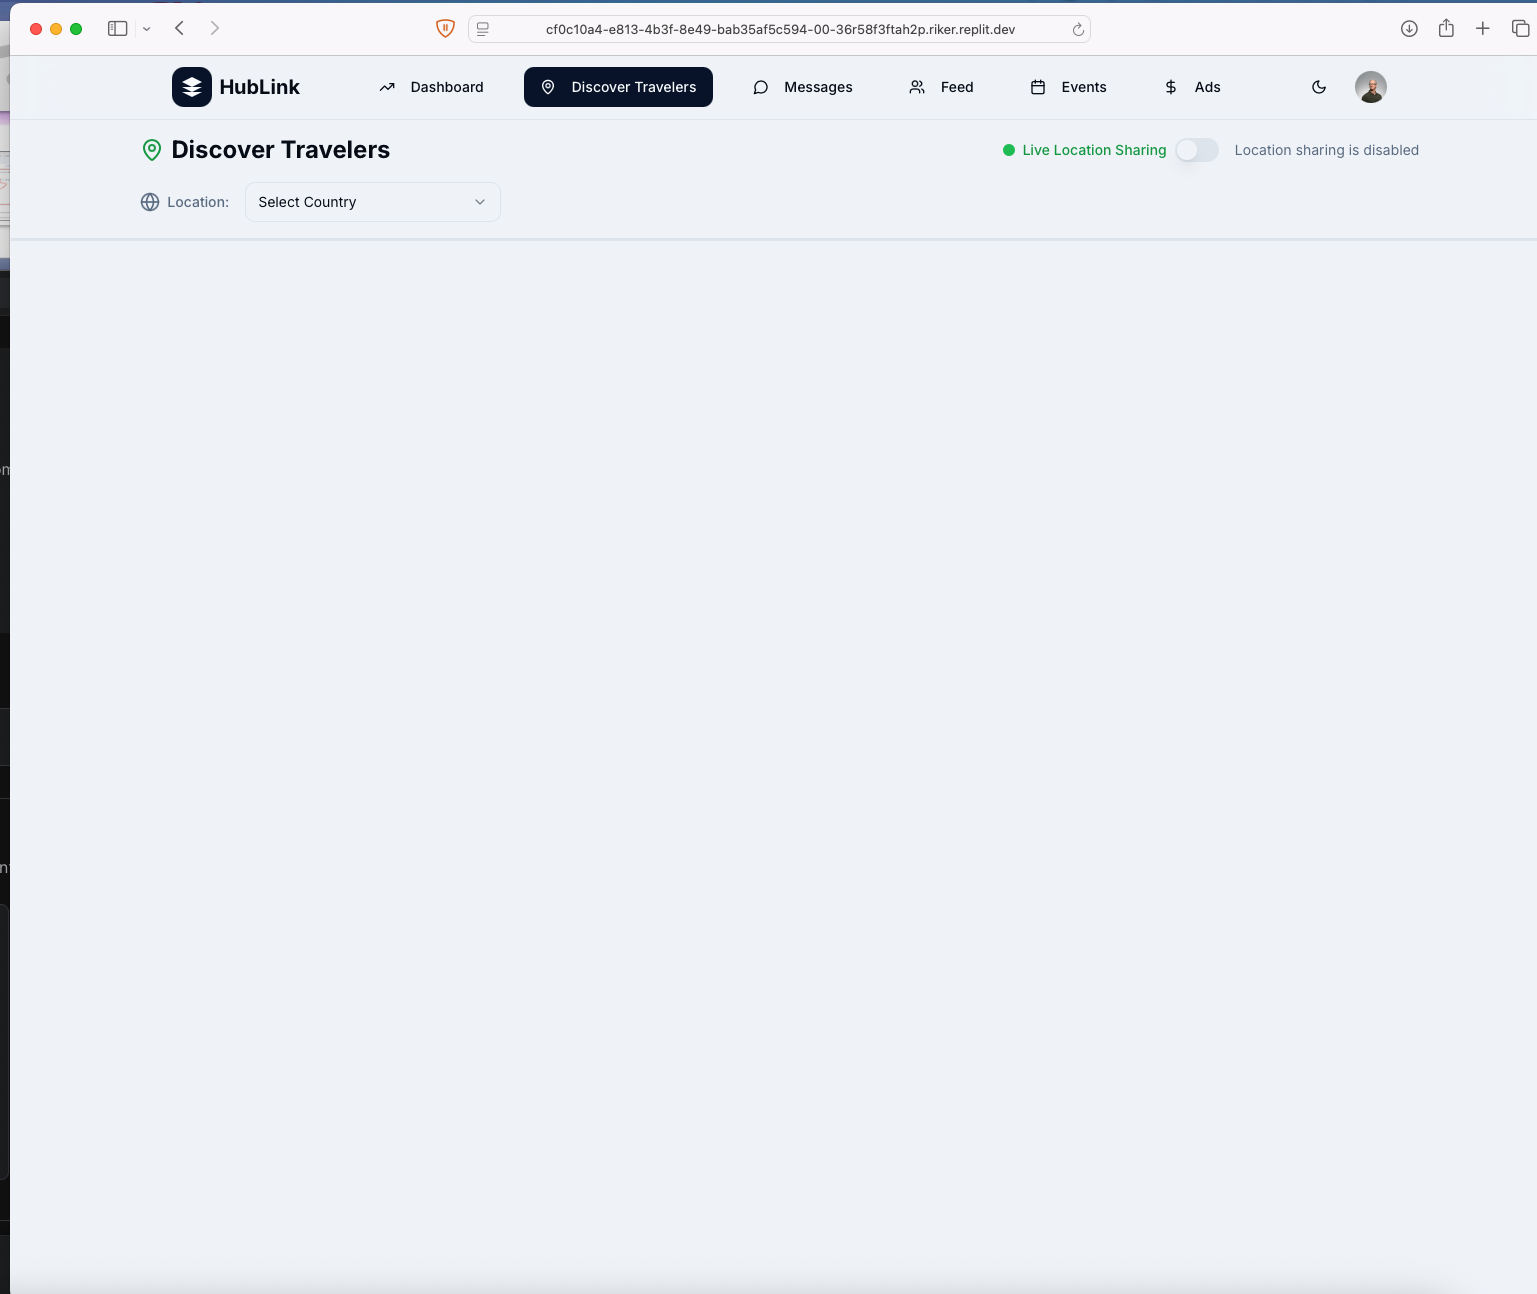 cf0c10a4-e813-4b3f-8e49-bab35af5c594-00-36r58f3ftah2p.riker.replit.dev
HubLink Dashboard Discover Travelers Messages Feed Events Ads
Discover Travelers
Live Location Sharing Location sharing is disabled
Location: Select Country